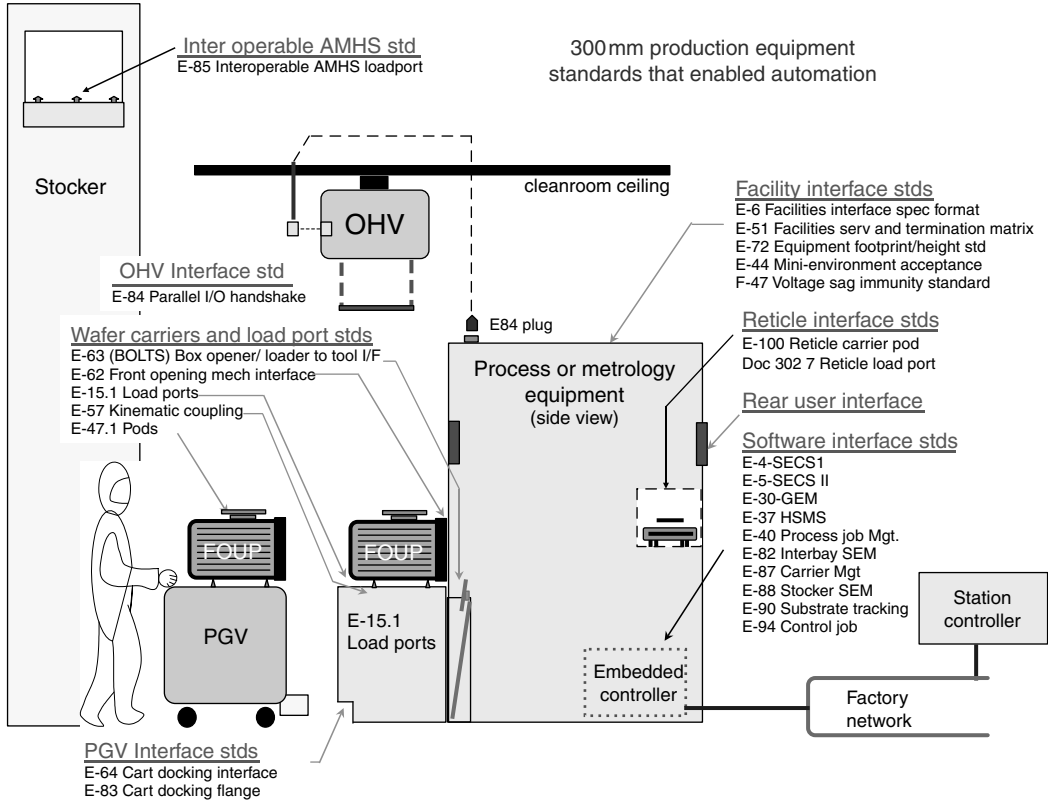 Inter operable AMHS std
E-85 Interoperable AMHS loadport
300 mm production equipment
standards that enabled automation
Stocker
cleanroom ceiling
OHV
Facility interface stds
E-6 Facilities interface spec format
E-51 Facilities serv and termination matrix
E-72 Equipment footprint/height std
E-44 Mini-environment acceptance
F-47 Voltage sag immunity standard
OHV Interface std
E-84 Parallel I/O handshake
E84 plug
Wafer carriers and load port stds
E-63 (BOLTS) Box opener/ loader to tool I/F
E-62 Front opening mech interface
E-15.1 Load ports
E-57 Kinematic coupling
E-47.1 Pods
Process or metrology
equipment
(side view)
Reticle interface stds
E-100 Reticle carrier pod
Doc 302 7 Reticle load port
Rear user interface
Software interface stds
E-4-SECS1
E-5-SECS II
E-30-GEM
E-37 HSMS
E-40 Process job Mgt.
E-82 Interbay SEM
E-87 Carrier Mgt
E-88 Stocker SEM
E-90 Substrate tracking
E-94 Control job
FOUP
FOUP
PGV
E-15.1
Load ports
Embedded
controller
Station
controller
Factory
network
PGV Interface stds
E-64 Cart docking interface
E-83 Cart docking flange